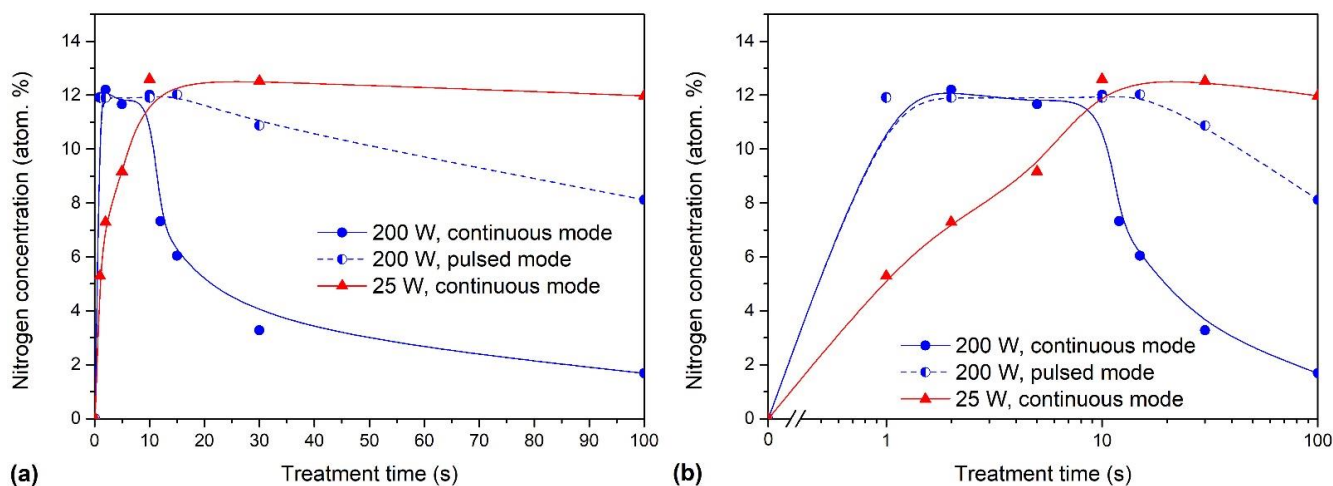 Nitrogen concentration (atom. %)
14
12
10
8
6
4
2
0
200 W, continuous mode
200 W, pulsed mode
25 W, continuous mode
0 10 20 30 40 50 60 70 80 90 100
Treatment time (s)
(a)
Nitrogen concentration (atom. %)
14
12
10
8
6
4
2
0
200 W, continuous mode
200 W, pulsed mode
25 W, continuous mode
0 1 10 100
Treatment time (s)
(b)